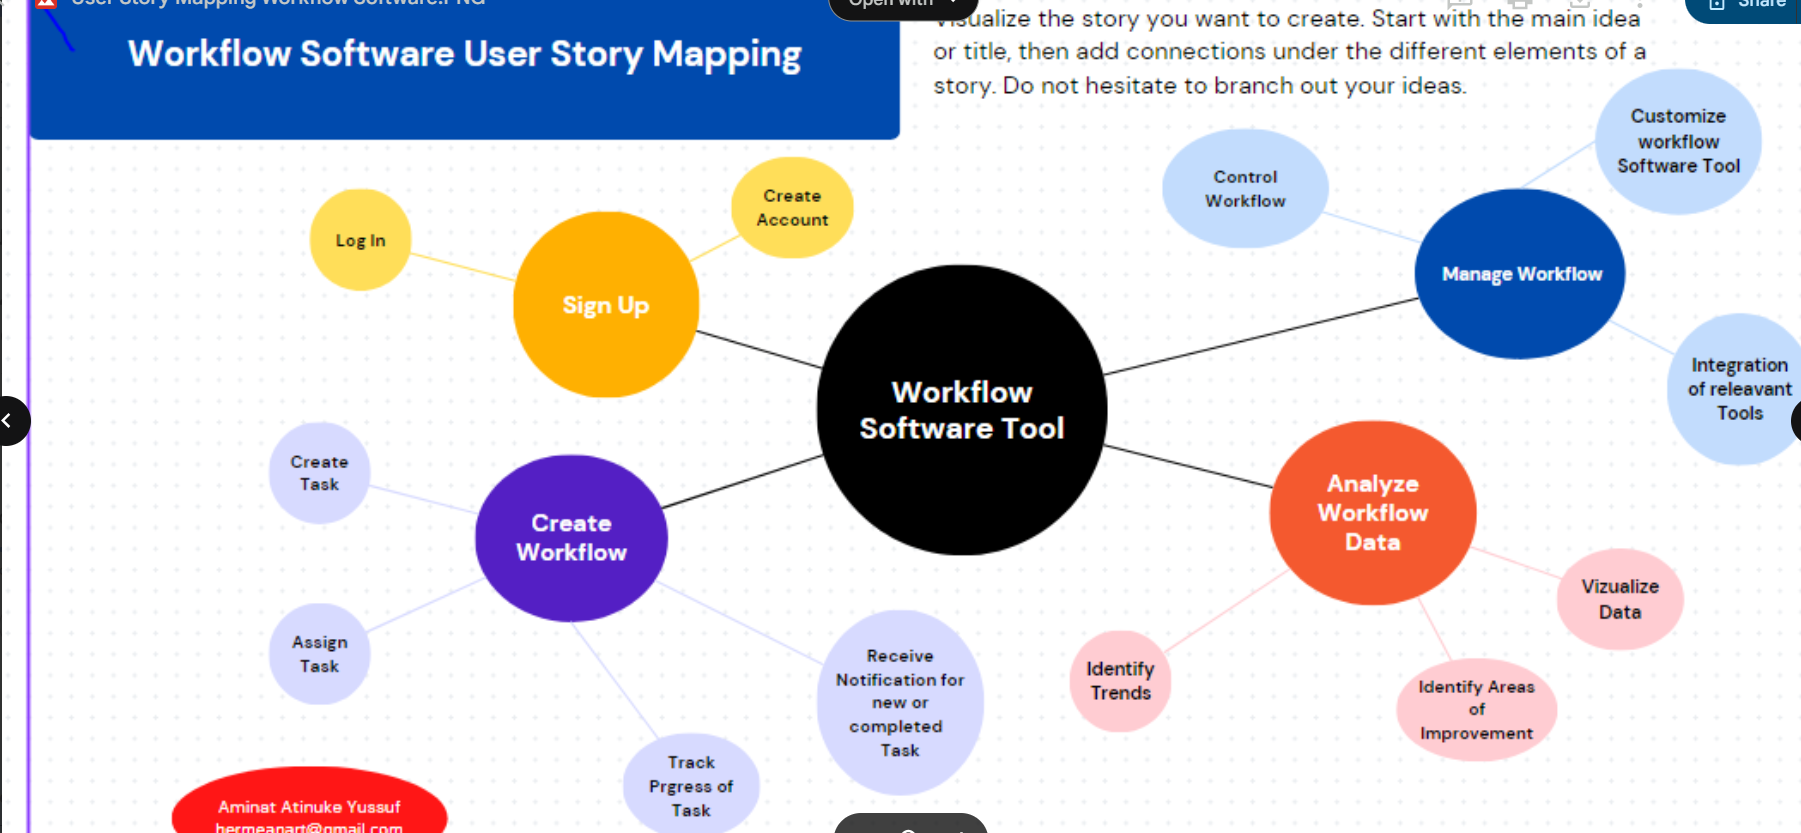 User Story Mapping Workflow Software.PNG
Open with
Share
Workflow Software User Story Mapping
Visualize the story you want to create. Start with the main idea
or title, then add connections under the different elements of a
story. Do not hesitate to branch out your ideas.
Log In
Sign Up
Create
Account
Control
Workflow
Customize
workflow
Software Tool
Manage Workflow
Integration
of releavant
Tools
Workflow
Software Tool
Create
Task
Create
Workflow
Assign
Task
Track
Prgress of
Task
Receive
Notification for
new or
completed
Task
Analyze
Workflow
Data
Identify
Trends
Identify Areas
of
Improvement
Vizualize
Data
Aminat Atinuke Yussuf
hermeanart@gmail.com